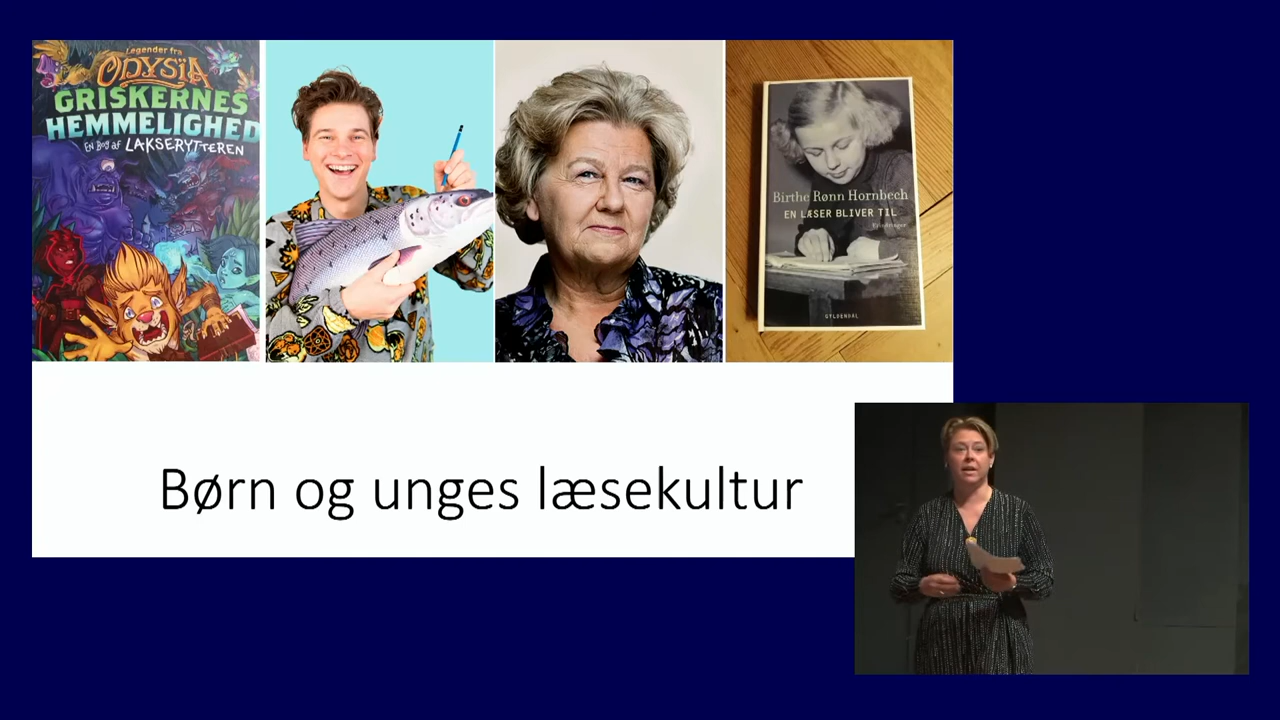 Legender fra
ODYSIA
GRISKERNES
HEMMELIGHED
EN BOG af LAKSERYTTEREN
Birthe Rønn Hornbech
EN LÆSER BLIVER TIL
GYLDENDAL
Børn og unges læsekultur